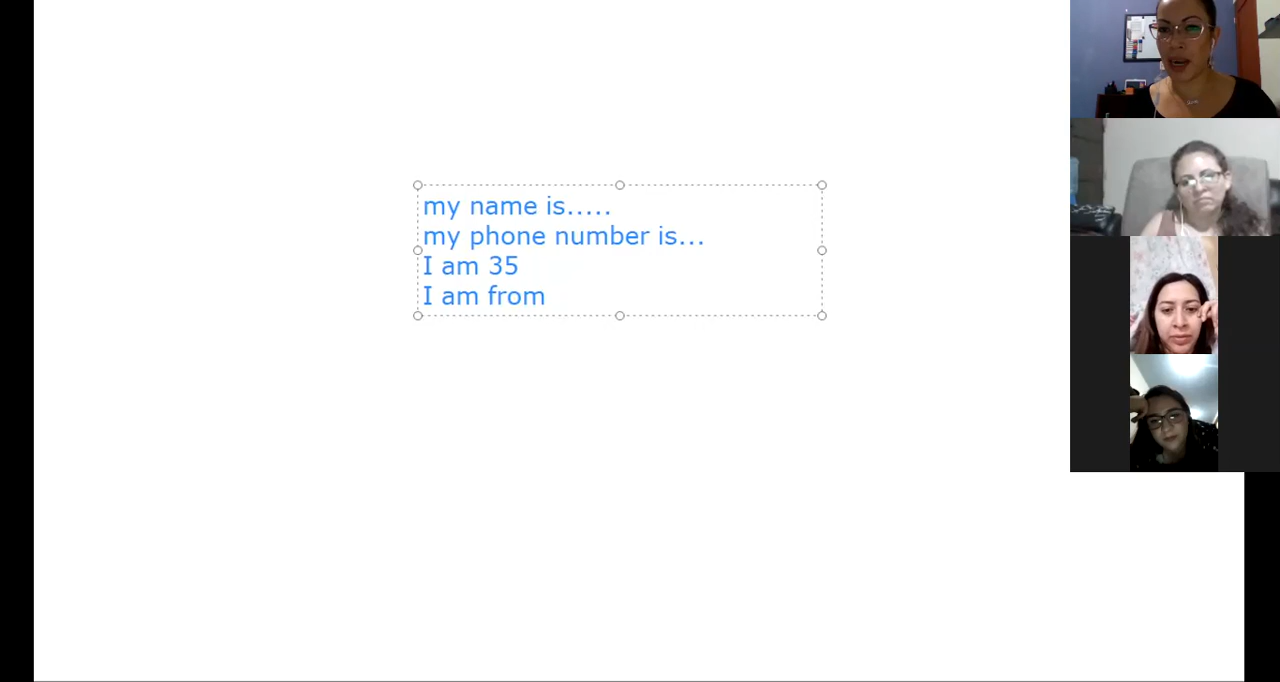 my name is.....
my phone number is...
I am 35
I am from